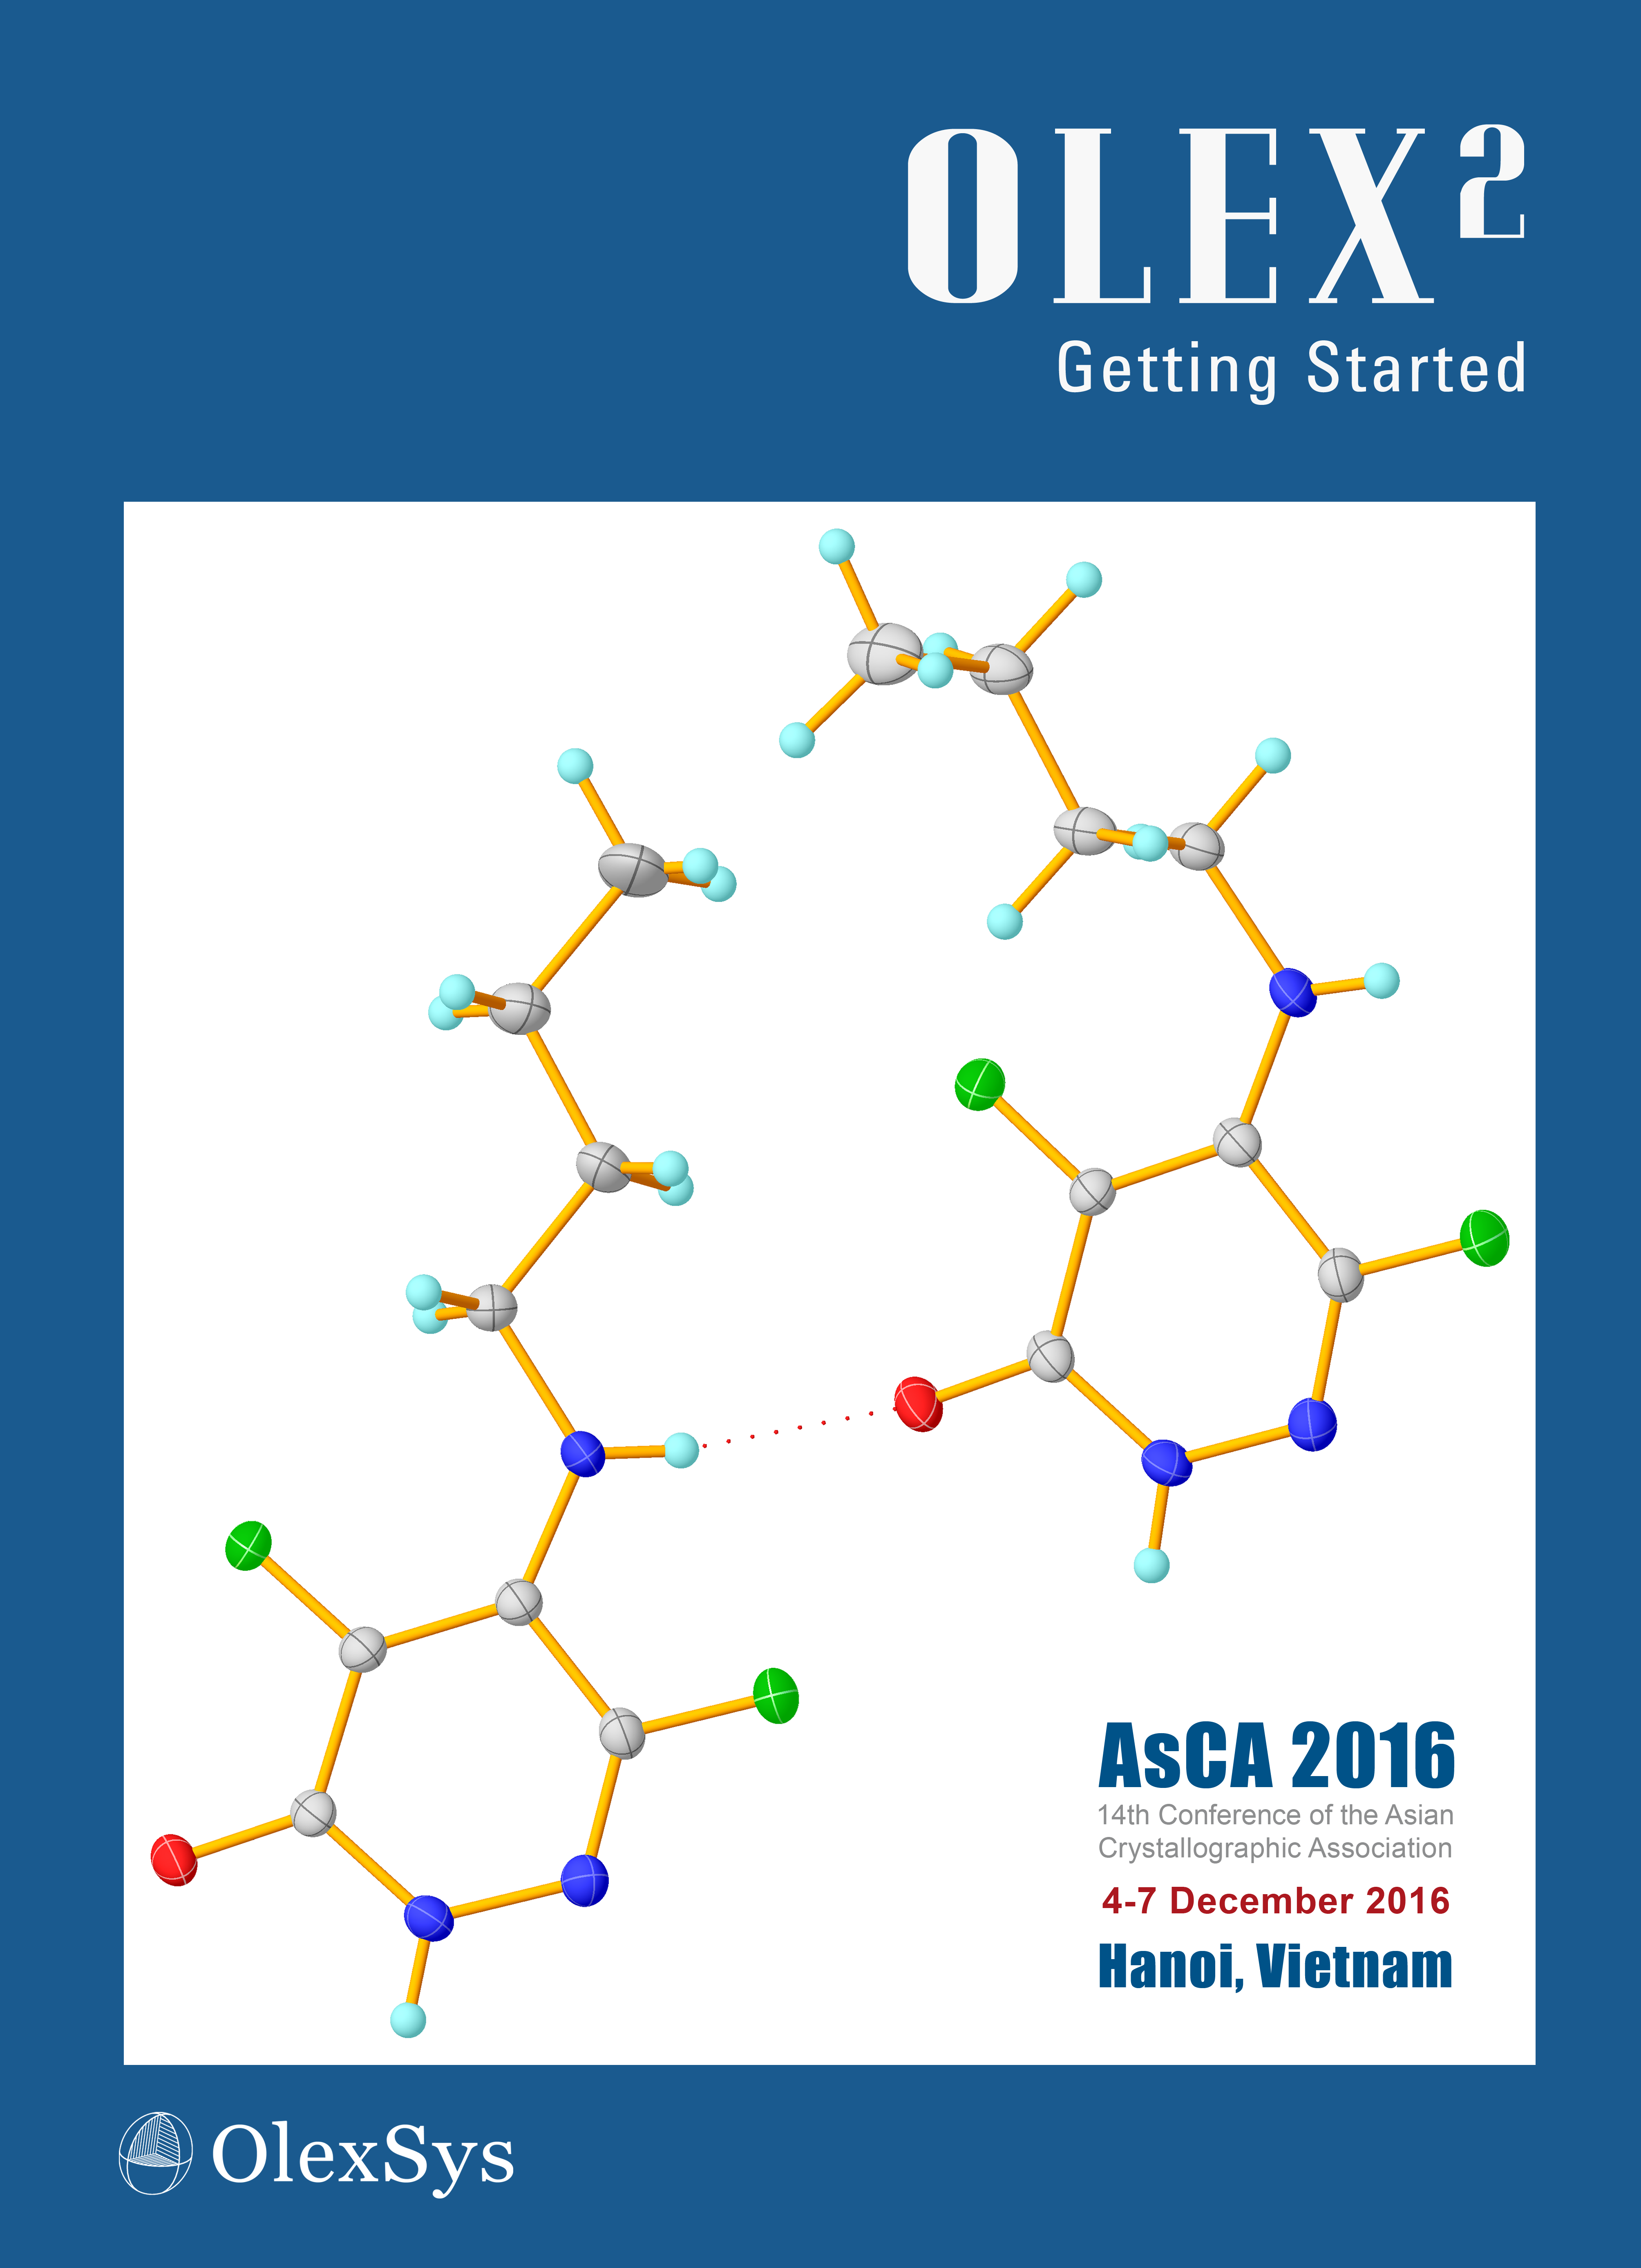 OLEX²
Getting Started
AsCA 2016
14th Conference of the Asian
Crystallographic Association
4-7 December 2016
Hanoi, Vietnam
OlexSys